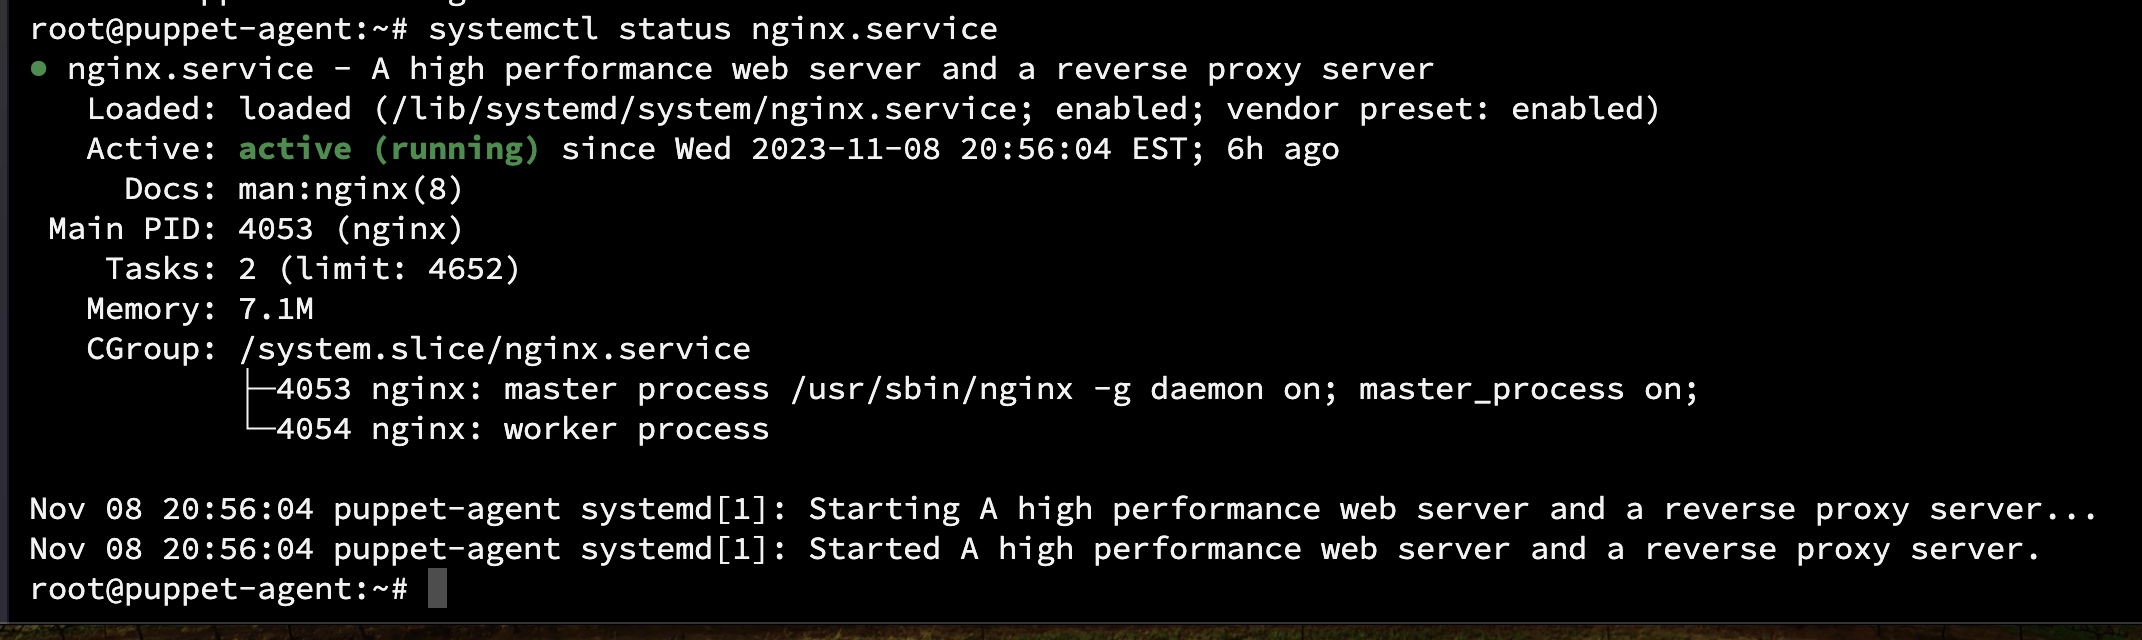 root@puppet-agent:~# systemctl status nginx.service
● nginx.service - A high performance web server and a reverse proxy server
   Loaded: loaded (/lib/systemd/system/nginx.service; enabled; vendor preset: enabled)
   Active: active (running) since Wed 2023-11-08 20:56:04 EST; 6h ago
     Docs: man:nginx(8)
 Main PID: 4053 (nginx)
    Tasks: 2 (limit: 4652)
   Memory: 7.1M
   CGroup: /system.slice/nginx.service
           ├─4053 nginx: master process /usr/sbin/nginx -g daemon on; master_process on;
           └─4054 nginx: worker process
Nov 08 20:56:04 puppet-agent systemd[1]: Starting A high performance web server and a reverse proxy server...
Nov 08 20:56:04 puppet-agent systemd[1]: Started A high performance web server and a reverse proxy server.
root@puppet-agent:~#